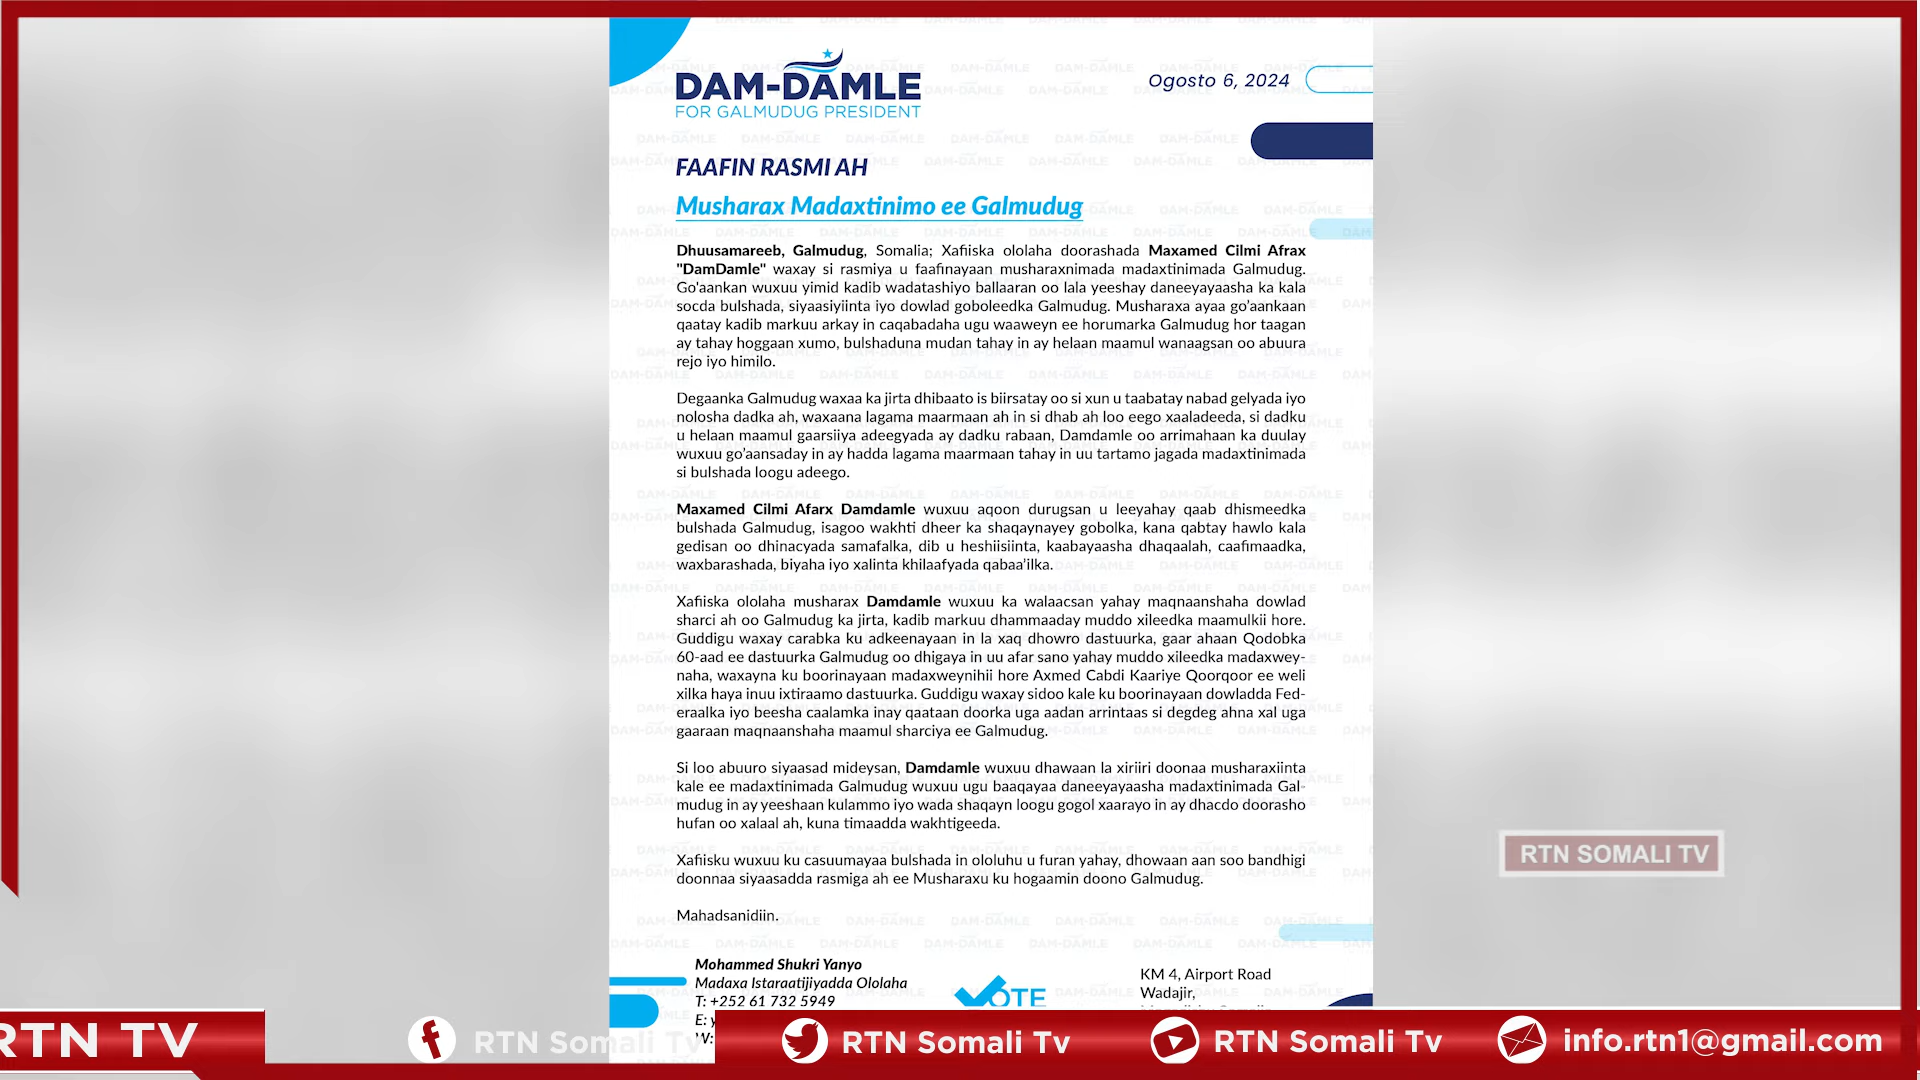 DAM-DAMLE
FOR GALMUDUG PRESIDENT
Ogosto 6, 2024
FAAFIN RASMI AH
Musharax Madaxtinimo ee Galmudug
Dhuusamareeb, Galmudug, Somalia; Xafiiska ololaha doorashada Maxamed Cilmi Afrax
"DamDamle" waxay si rasmiya u faafinayaan musharaxnimada madaxtinimada Galmudug.
Go'aankan wuxuu yimid kadib wadatashiyo ballaaran oo lala yeeshay daneeyayaasha ka kala
socda bulshada, siyaasiyiinta iyo dowlad goboleedka Galmudug. Musharaxa ayaa go'aankaan
qaatay kadib markuu arkay in caqabadaha ugu waaweyn ee horumarka Galmudug hor taagan
ay tahay hoggaan xumo, bulshaduna mudan tahay in ay helaan maamul wanaagsan oo abuura
rejo iyo himilo.
Degaanka Galmudug waxaa ka jirta dhibaato is biirsatay oo si xun u taabatay nabad gelyada iyo
nolosha dadka ah, waxaana lagama maarmaan ah in si dhab ah loo eego xaaladeeda, si dadku
u helaan maamul gaarsiiya adeegyada ay dadku rabaan, Damdamle oo arrimahaan ka duulay
wuxuu go'aansaday in ay hadda lagama maarmaan tahay in uu tartamo jagada madaxtinimada
si bulshada loogu adeego.
Maxamed Cilmi Afarx Damdamle wuxuu aqoon durugsan u leeyahay qaab dhismeedka
bulshada Galmudug, isagoo wakhti dheer ka shaqaynayey gobolka, kana qabtay hawlo kala
gedisan oo dhinacyada samafalka, dib u heshiisiinta, kaabayaasha dhaqaalah, caafimaadka,
waxbarashada, biyaha iyo xalinta khilaafyada qabaa'ilka.
Xafiiska ololaha musharax Damdamle wuxuu ka walaacsan yahay maqnaanshaha dowlad
sharci ah oo Galmudug ka jirta, kadib markuu dhammaaday muddo xileedka maamulkii hore.
Guddigu waxay carabka ku adkeenayaan in la xaq dhowro dastuurka, gaar ahaan Qodobka
60-aad ee dastuurka Galmudug oo dhigaya in uu afar sano yahay muddo xileedka madaxwey-
naha, waxayna ku boorinayaan madaxweynihii hore Axmed Cabdi Kaariye Qoorqoor ee weli
xilka haya inuu ixtiraamo dastuurka. Guddigu waxay sidoo kale ku boorinayaan dowladda Fed-
eraalka iyo beesha caalamka inay qaataan doorka uga aadan arrintaas si degdeg ahna xal uga
gaaraan maqnaanshaha maamul sharciya ee Galmudug.
Si loo abuuro siyaasad mideysan, Damdamle wuxuu dhawaan la xiriiri doonaa musharaxiinta
kale ee madaxtinimada Galmudug wuxuu ugu baaqayaa daneeyayaasha madaxtinimada Gal-
mudug in ay yeeshaan kulammo iyo wada shaqayn loogu gogol xaarayo in ay dhacdo doorasho
hufan oo xalaal ah, kuna timaadda wakhtigeeda.
Xafiisku wuxuu ku casuumayaa bulshada in ololuhu u furan yahay, dhowaan aan soo bandhigi
doonnaa siyaasadda rasmiga ah ee Musharaxu ku hogaamin doono Galmudug.
Mahadsanidiin.
Mohammed Shukri Yanyo
Madaxa Istaraatijiyadda Ololaha
T: +252 61 732 5949
E: y
W:
VOTE
KM 4, Airport Road
Wadajir,
RTN SOMALI TV
RTN TV
RTN Somali Tv
RTN Somali Tv
RTN Somali Tv
info.rtn1@gmail.com